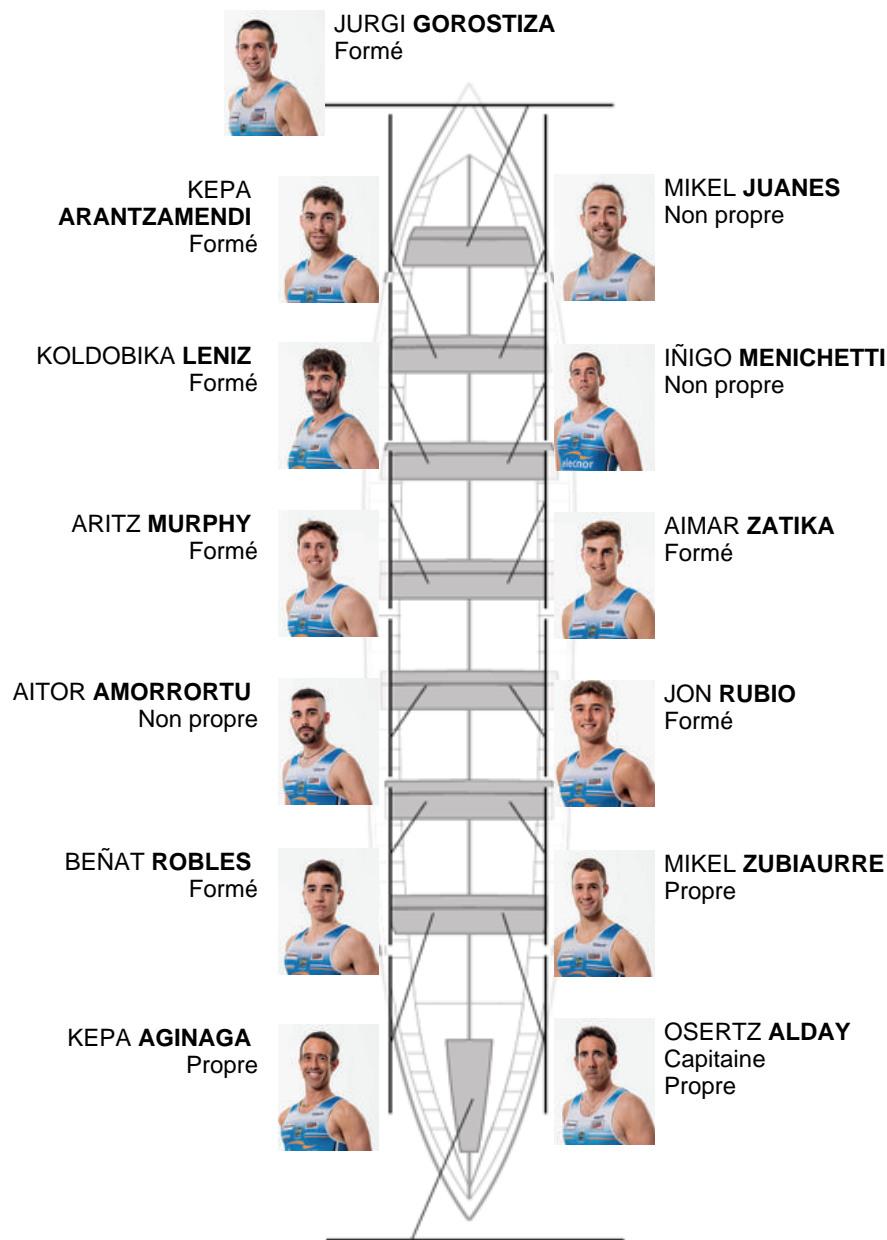 JURGI GOROSTIZA
Formé
KEPA
ARANTZAMENDI
Formé
MIKEL JUANES
Non propre
KOLDOBIKA LENIZ
Formé
IÑIGO MENICHETTI
Non propre
elecnor
ARITZ MURPHY
Formé
AIMAR ZATIKA
Formé
AITOR AMORRORTU
Non propre
JON RUBIO
Formé
BEÑAT ROBLES
Formé
MIKEL ZUBIAURRE
Propre
KEPA AGINAGA
Propre
OSERTZ ALDAY
Capitaine
Propre